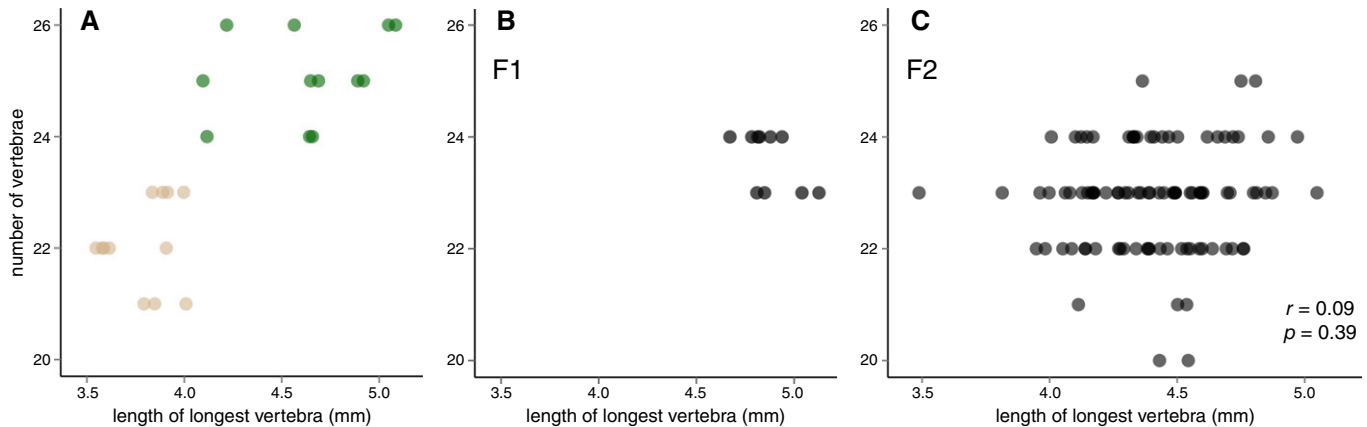 A
26
24
22
20
number of vertebrae
3.5 4.0 4.5 5.0
length of longest vertebra (mm)
B
F1
26
24
22
20
3.5 4.0 4.5 5.0
length of longest vertebra (mm)
C
F2
26
24
22
20
r = 0.09
p = 0.39
3.5 4.0 4.5 5.0
length of longest vertebra (mm)